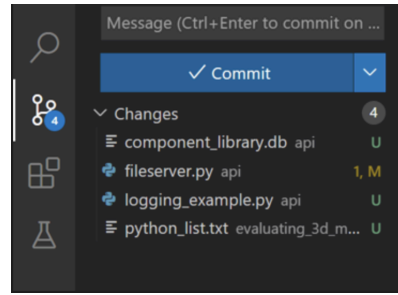 Message (Ctrl+Enter to commit on ...
Commit
4
Changes 4
component_library.db api U
fileserver.py api 1, M
logging_example.py api U
python_list.txt evaluating_3d_m... U